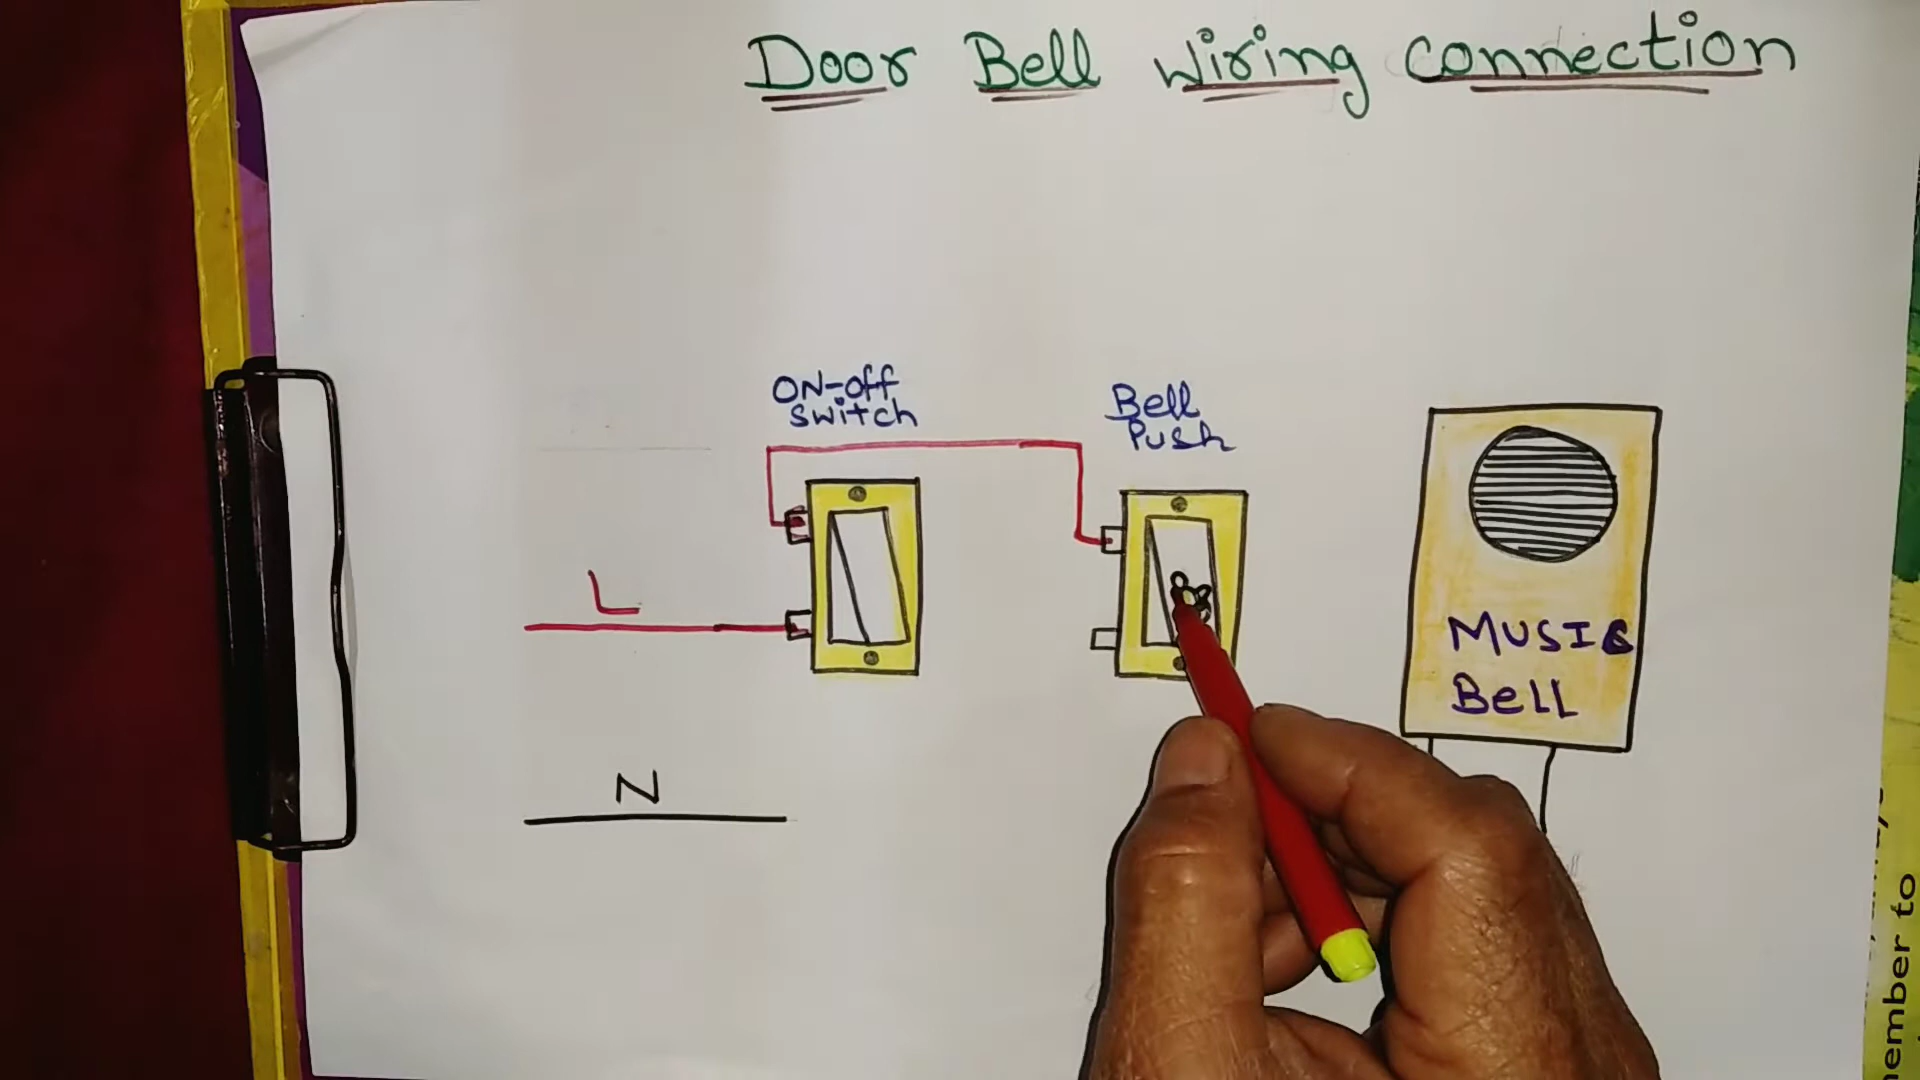 Door Bell Wiring Connection
ON-OFF
Switch
Bell
Push
L
N
MUSIC
BeLL
ember to